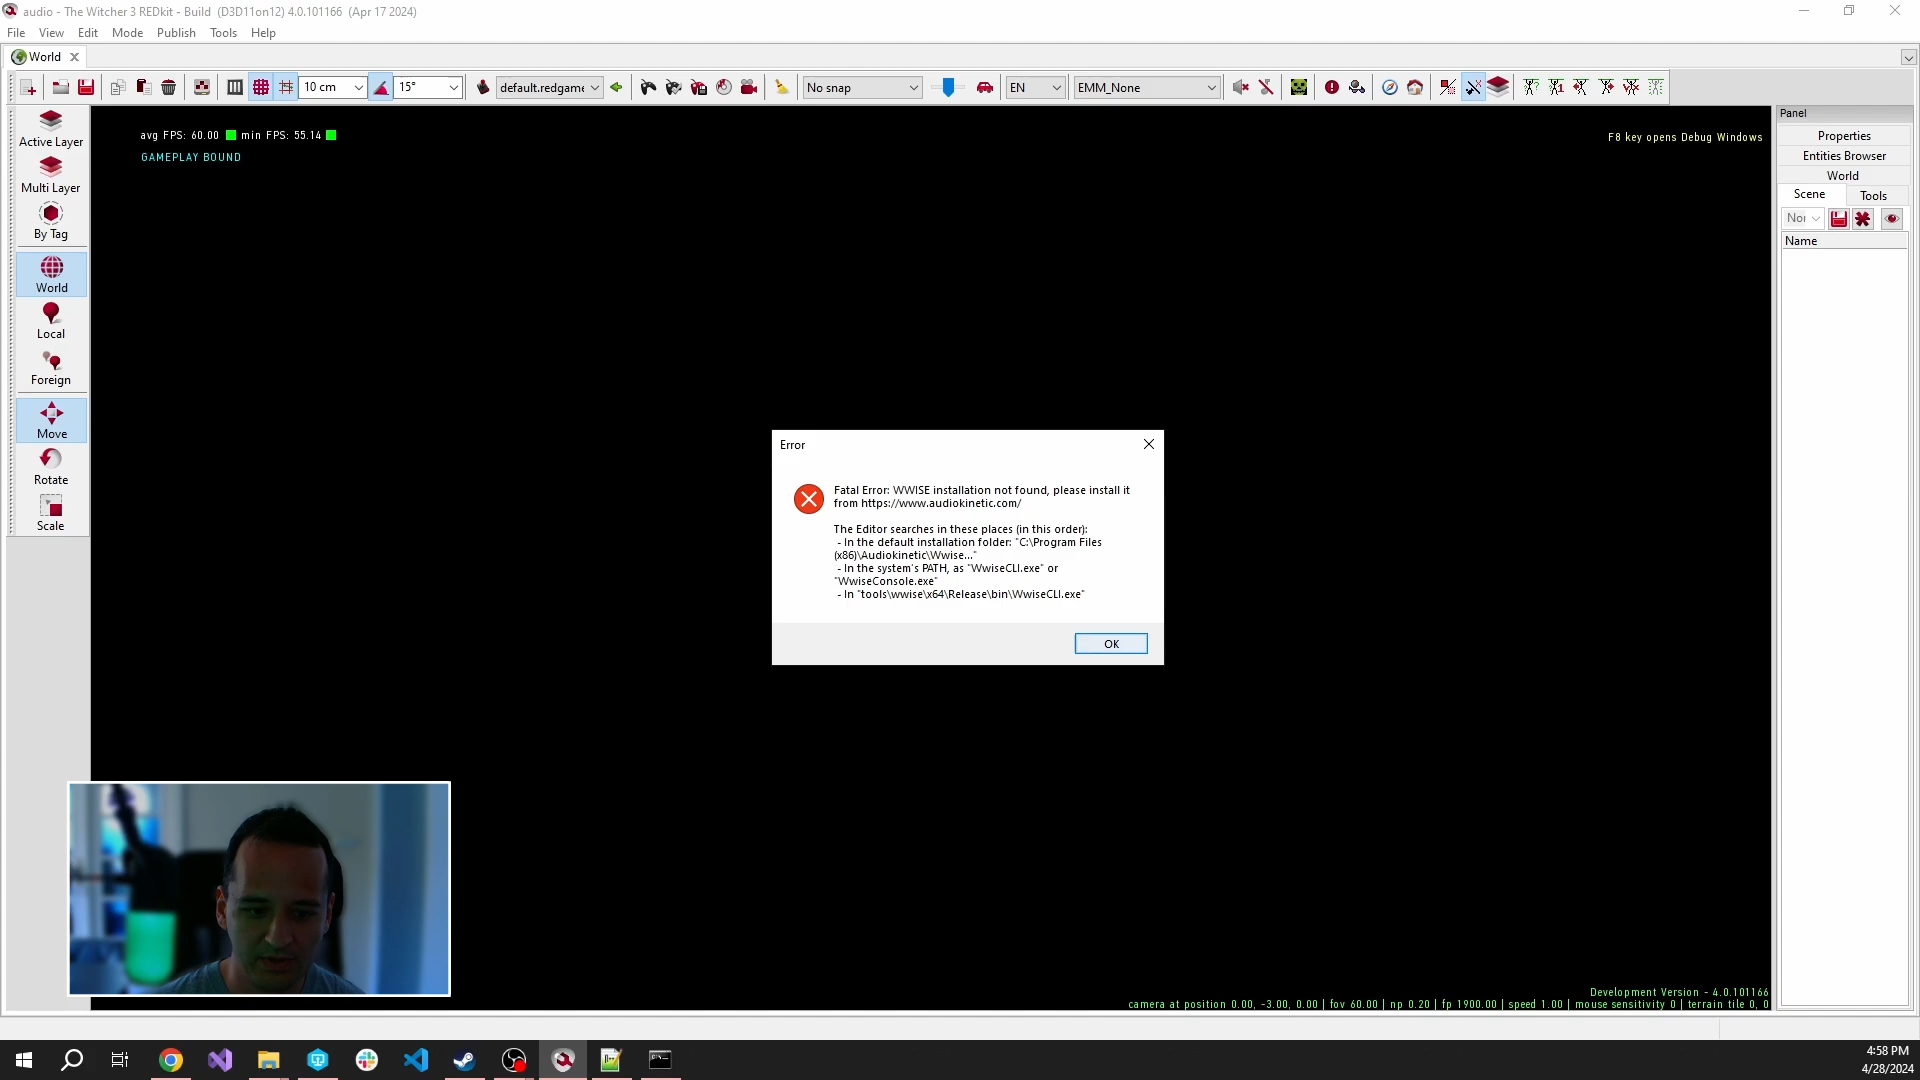 audio - The Witcher 3 REDkit - Build (D3D11on12) 4.0.101166 (Apr 17 2024)
File View Edit Mode Publish Tools Help
World
10 cm 15° default.redgame No snap EN EMM_None
Active Layer
Multi Layer
By Tag
World
Local
Foreign
Move
Rotate
Scale
avg FPS: 60.00 min FPS: 55.14
GAMEPLAY BOUND
F8 key opens Debug Windows
Panel
Properties
Entities Browser
World
Scene Tools
Nor
Name
Error
Fatal Error: WWISE installation not found, please install it
from https://www.audiokinetic.com/
The Editor searches in these places (in this order):
- In the default installation folder: "C:\Program Files
(x86)\Audiokinetic\Wwise..."
- In the system's PATH, as "WwiseCLI.exe" or
"WwiseConsole.exe"
- In "tools\wwise\x64\Release\bin\WwiseCLI.exe"
OK
Development Version - 4.0.101166
camera at position 0.00, -3.00, 0.00 | fov 60.00 | np 0.20 | fp 1900.00 | speed 1.00 | mouse sensitivity 0 | terrain tile 0, 0
4:58 PM
4/28/2024